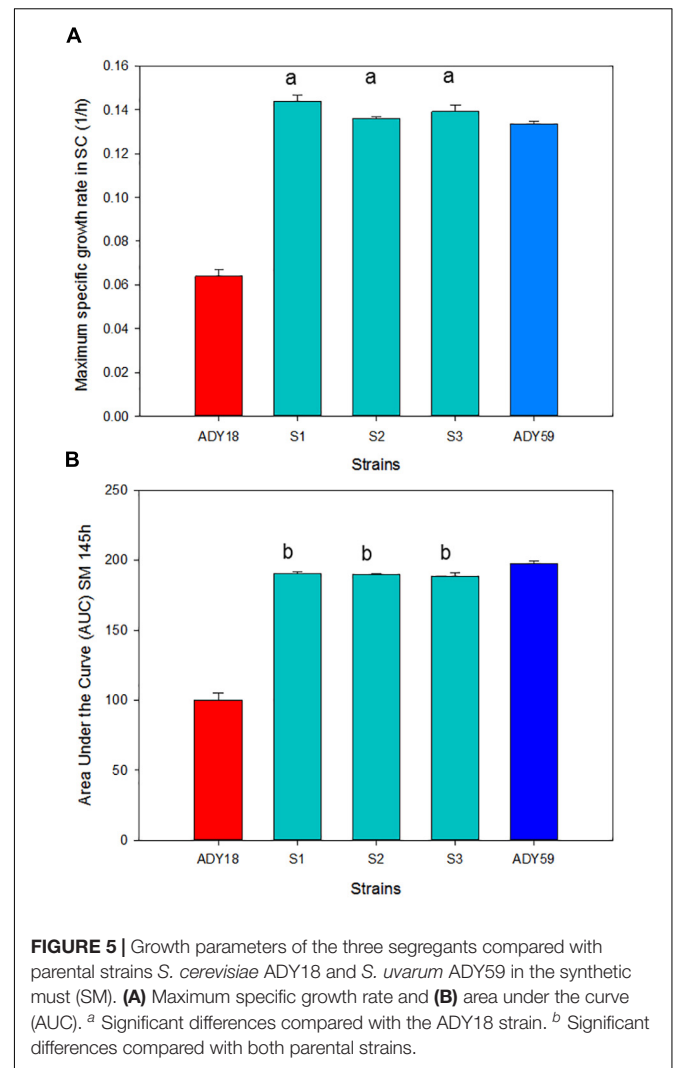 A
Maximum specific growth rate in SC (1/h)
0.16
0.14
0.12
0.10
0.08
0.06
0.04
0.02
0.00
a a a
ADY18 S1 S2 S3 ADY59
Strains
B
Area Under the Curve (AUC) SM 145h
250
200
150
100
50
0
b b b
ADY18 S1 S2 S3 ADY59
Strains
FIGURE 5 | Growth parameters of the three segregants compared with
parental strains S. cerevisiae ADY18 and S. uvarum ADY59 in the synthetic
must (SM). (A) Maximum specific growth rate and (B) area under the curve
(AUC). a Significant differences compared with the ADY18 strain. b Significant
differences compared with both parental strains.